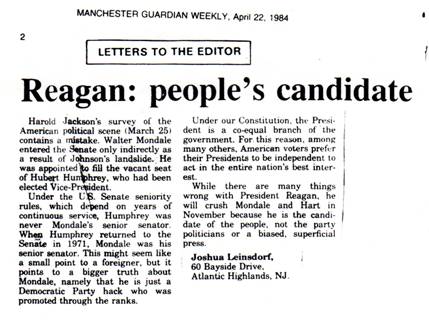 MANCHESTER GUARDIAN WEEKLY, April 22, 1984
2
LETTERS TO THE EDITOR
Reagan: people's candidate
Harold Jackson's survey of the
American political scene (March 25)
contains a mistake. Walter Mondale
entered the Senate only indirectly as
a result of Johnson's landslide. He
was appointed to fill the vacant seat
of Hubert Humphrey, who had been
elected Vice-President.
Under the U.S. Senate seniority
rules, which depend on years of
continuous service, Humphrey was
never Mondale's senior senator.
When Humphrey returned to the
Senate in 1971, Mondale was his
senior senator. This might seem like
a small point to a foreigner, but it
points to a bigger truth about
Mondale, namely that he is just a
Democratic Party hack who was
promoted through the ranks.
Under our Constitution, the Presi-
dent is a co-equal branch of the
government. For this reason, among
many others, American voters prefer
their Presidents to be independent to
act in the entire nation's best inter-
est.
While there are many things
wrong with President Reagan, he
will crush Mondale and Hart in
November because he is the candi-
date of the people, not the party
politicians or a biased, superficial
press.
Joshua Leinsdorf,
60 Bayside Drive,
Atlantic Highlands, NJ.